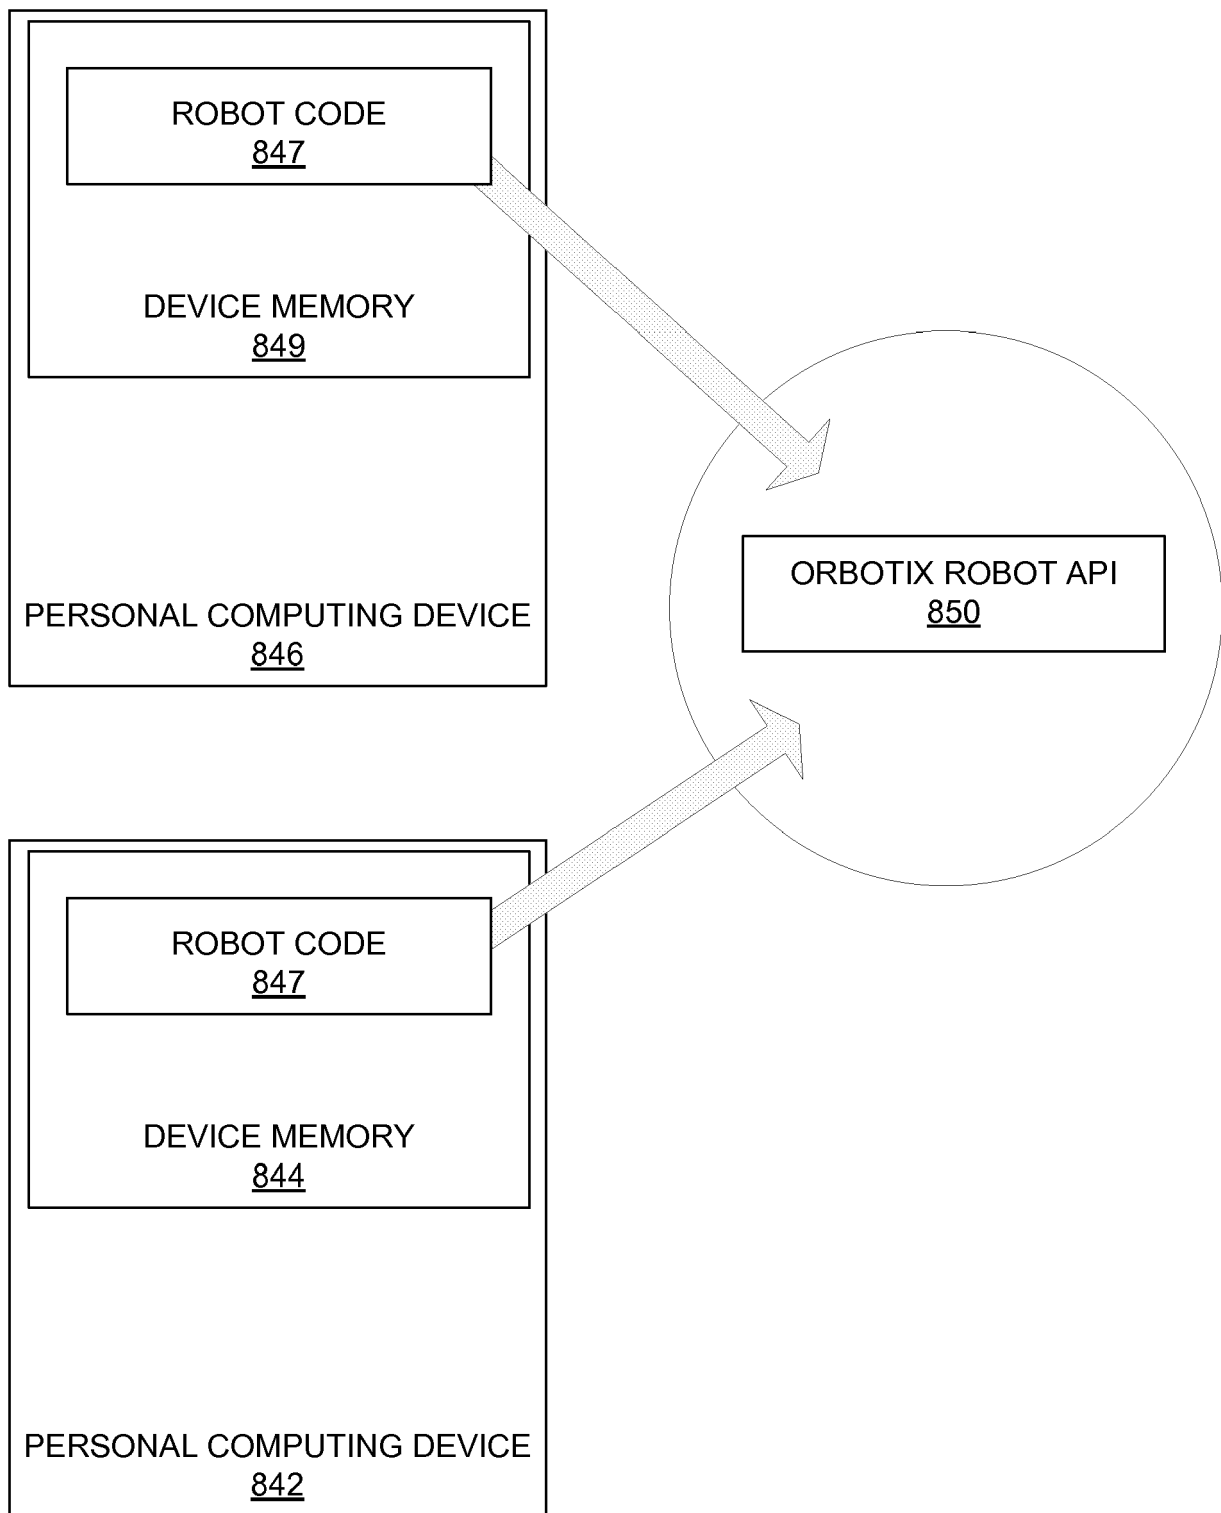 ROBOT CODE
847
DEVICE MEMORY
849
PERSONAL COMPUTING DEVICE
846
ORBOTIX ROBOT API
850
ROBOT CODE
847
DEVICE MEMORY
844
PERSONAL COMPUTING DEVICE
842